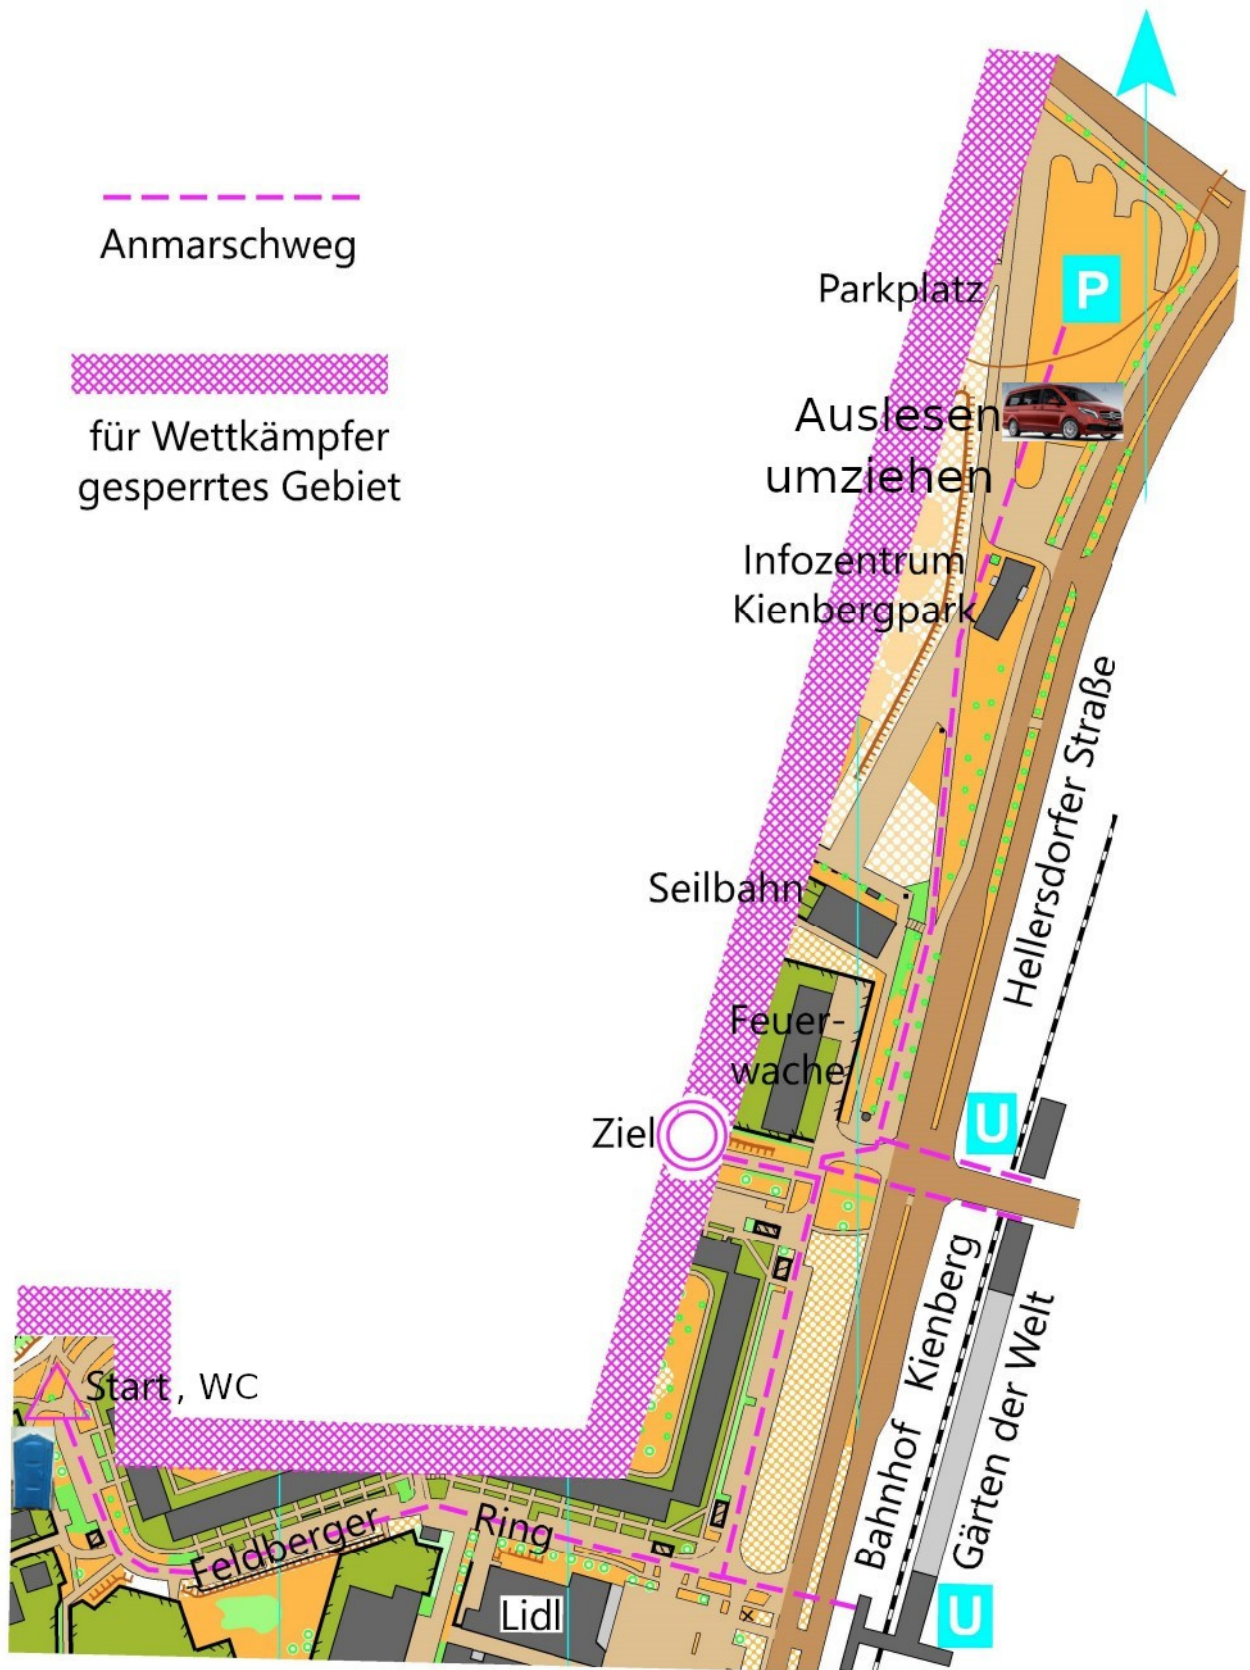 Anmarschweg
für Wettkämpfer
gesperrtes Gebiet
Parkplatz
P
Auslesen
umziehen
Infozentrum
Kienbergpark
Hellersdorfer Straße
Seilbahn
Feuer-
wache
Ziel
U
Bahnhof Kienberg
Gärten der Welt
Start, WC
Feldberger Ring
Lidl
U